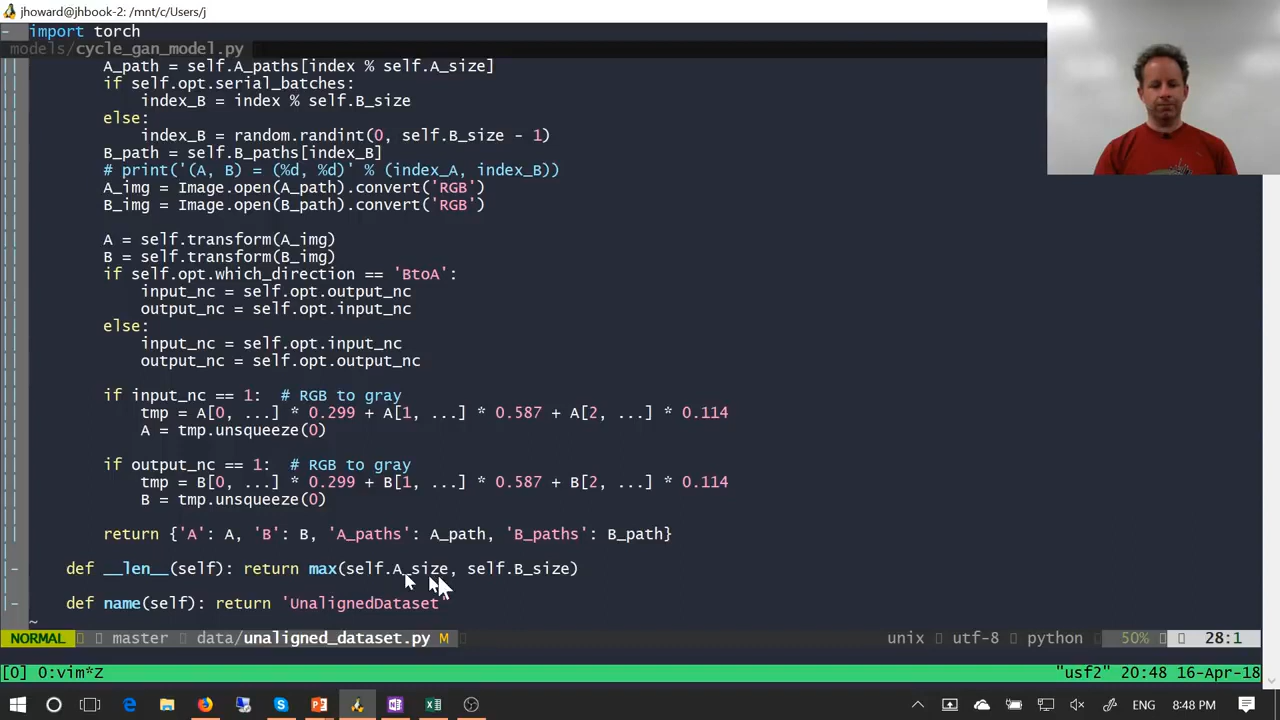 jhoward@jhbook-2: /mnt/c/Users/j
import torch
models/cycle_gan_model.py
A_path = self.A_paths[index % self.A_size]
if self.opt.serial_batches:
index_B = index % self.B_size
else:
index_B = random.randint(0, self.B_size - 1)
B_path = self.B_paths[index_B]
# print('(A, B) = (%d, %d)' % (index_A, index_B))
A_img = Image.open(A_path).convert('RGB')
B_img = Image.open(B_path).convert('RGB')
A = self.transform(A_img)
B = self.transform(B_img)
if self.opt.which_direction == 'BtoA':
input_nc = self.opt.output_nc
output_nc = self.opt.input_nc
else:
input_nc = self.opt.input_nc
output_nc = self.opt.output_nc
if input_nc == 1:  # RGB to gray
tmp = A[0, ...] * 0.299 + A[1, ...] * 0.587 + A[2, ...] * 0.114
A = tmp.unsqueeze(0)
if output_nc == 1:  # RGB to gray
tmp = B[0, ...] * 0.299 + B[1, ...] * 0.587 + B[2, ...] * 0.114
B = tmp.unsqueeze(0)
return {'A': A, 'B': B, 'A_paths': A_path, 'B_paths': B_path}
def __len__(self): return max(self.A_size, self.B_size)
def name(self): return 'UnalignedDataset'
~
NORMAL master data/unaligned_dataset.py M unix utf-8 python 50% 28:1
[0] 0:vim*Z "usf2" 20:48 16-Apr-18
ENG 8:48 PM